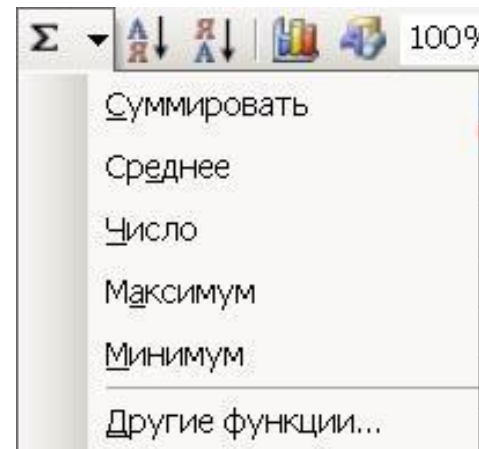 Σ А Я Я А 100%
Суммировать
Среднее
Число
Максимум
Минимум
Другие функции...